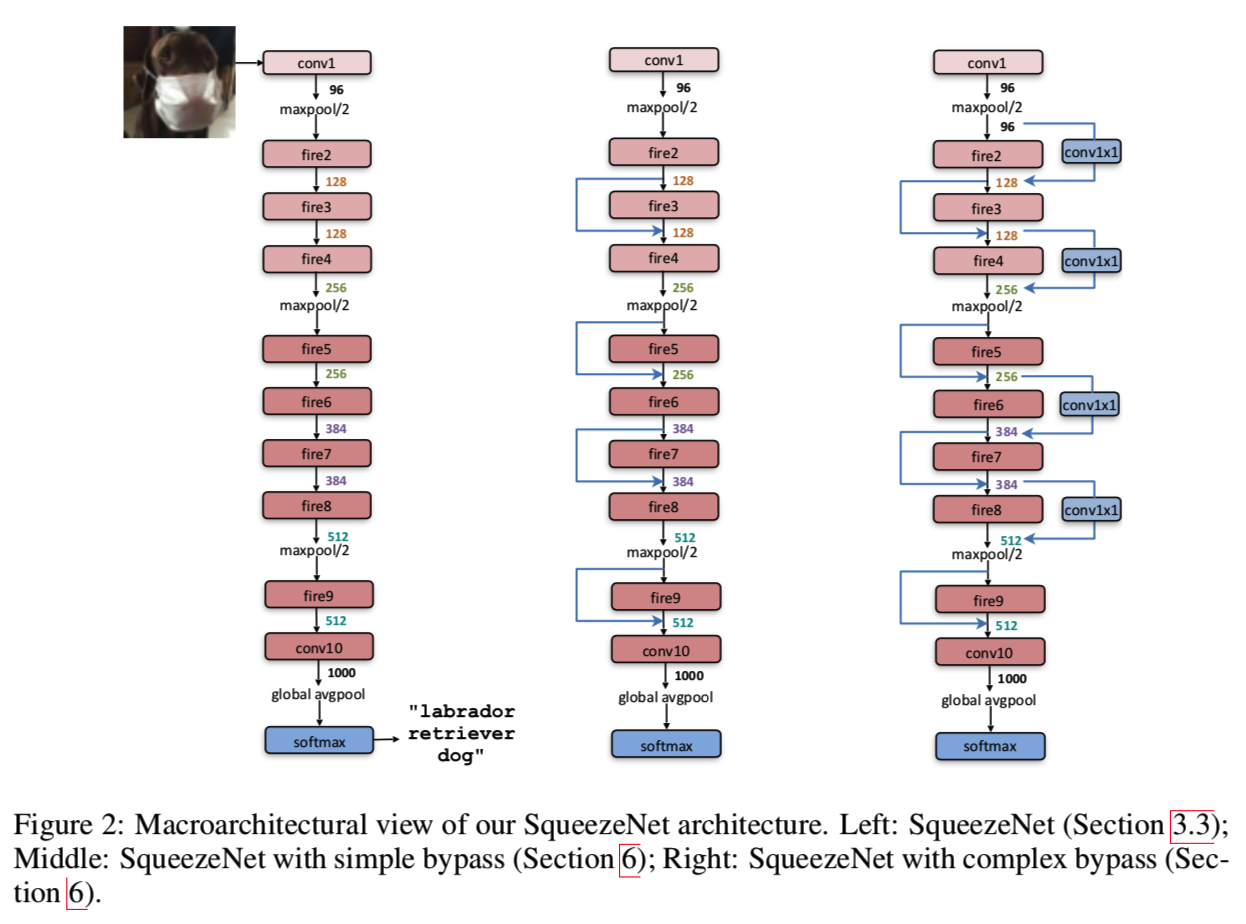 conv1
96
maxpool/2
fire2
128
fire3
128
fire4
256
maxpool/2
fire5
256
fire6
384
fire7
384
fire8
512
maxpool/2
fire9
512
conv10
1000
global avgpool
softmax
"labrador
retriever
dog"
conv1
96
maxpool/2
fire2
128
fire3
128
fire4
256
maxpool/2
fire5
256
fire6
384
fire7
384
fire8
512
maxpool/2
fire9
512
conv10
1000
global avgpool
softmax
conv1
96
maxpool/2
96
conv1x1
fire2
128
fire3
128
conv1x1
fire4
256
maxpool/2
fire5
256
conv1x1
fire6
384
fire7
384
conv1x1
fire8
512
maxpool/2
fire9
512
conv10
1000
global avgpool
softmax
Figure 2: Macroarchitectural view of our SqueezeNet architecture. Left: SqueezeNet (Section 3.3);
Middle: SqueezeNet with simple bypass (Section 6); Right: SqueezeNet with complex bypass (Sec-
tion 6).